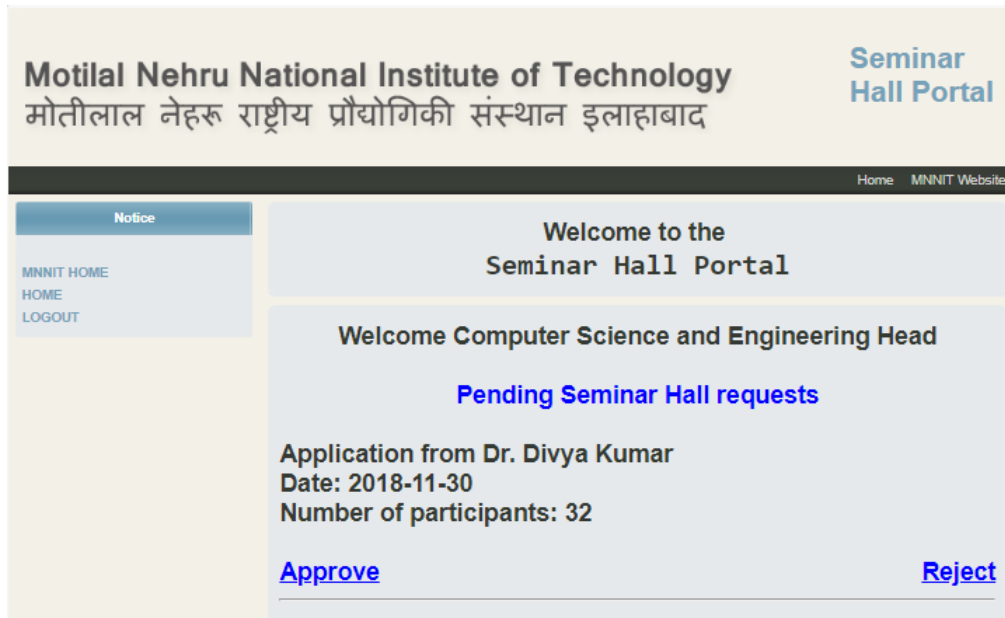 Motilal Nehru National Institute of Technology
मोतीलाल नेहरू राष्ट्रीय प्रौद्योगिकी संस्थान इलाहाबाद
Seminar
Hall Portal
Home MNNIT Website
Notice
MNNIT HOME
HOME
LOGOUT
Welcome to the
Seminar Hall Portal
Welcome Computer Science and Engineering Head
Pending Seminar Hall requests
Application from Dr. Divya Kumar
Date: 2018-11-30
Number of participants: 32
Approve Reject